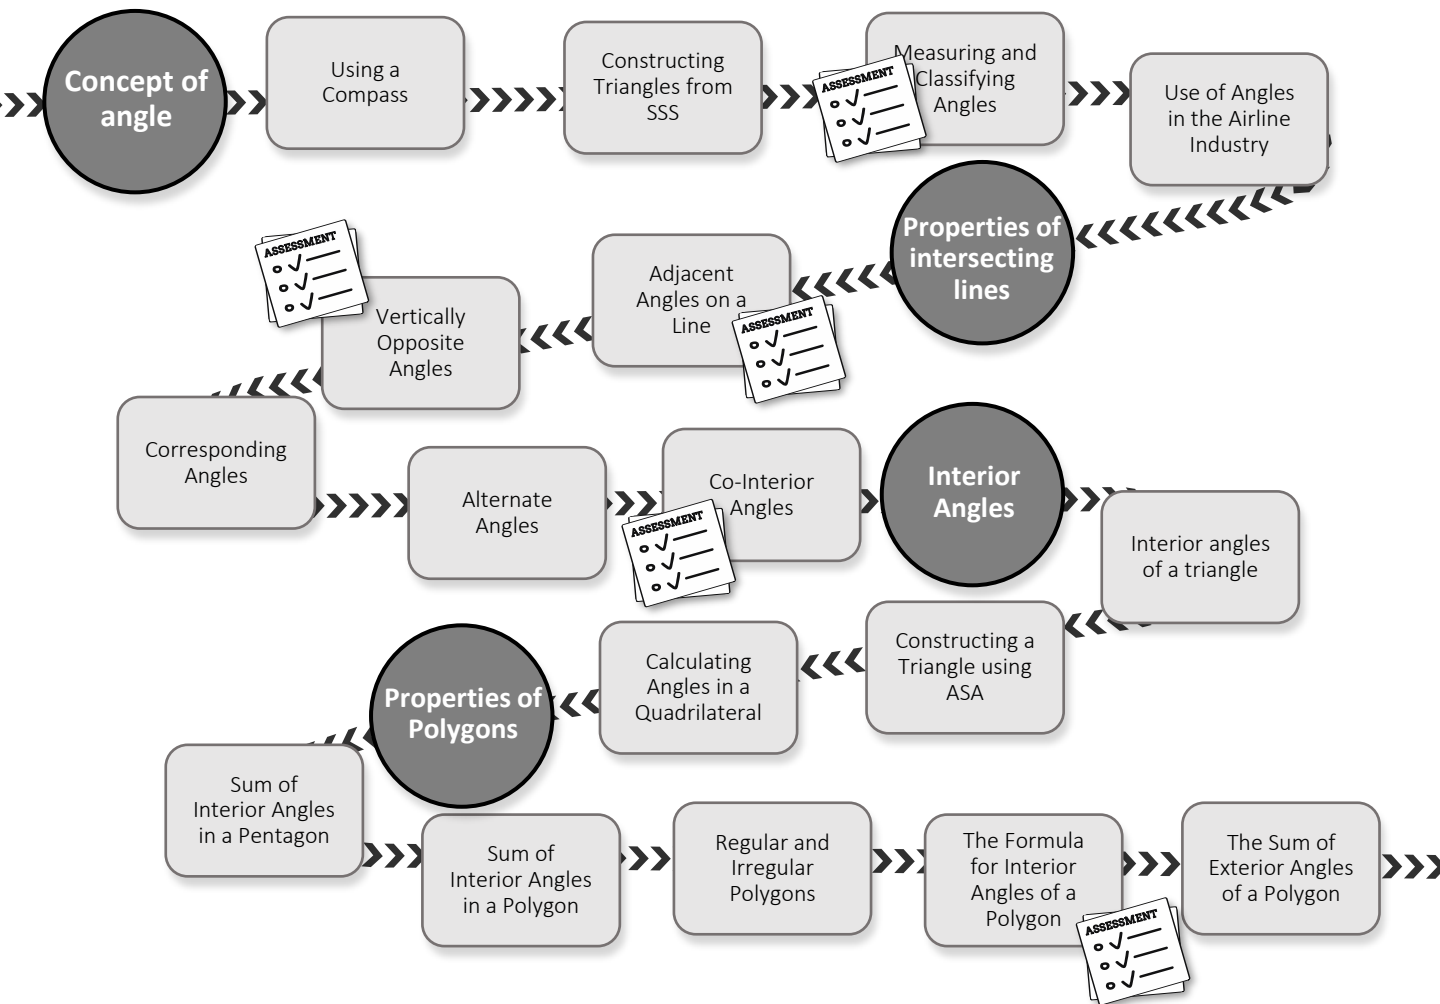 Concept of
angle
Using a
Compass
Constructing
Triangles from
SSS
Measuring and
Classifying
Angles
ASSESSMENT
Use of Angles
in the Airline
Industry
Properties of
intersecting
lines
Adjacent
Angles on a
Line
ASSESSMENT
Vertically
Opposite
Angles
ASSESSMENT
Corresponding
Angles
Alternate
Angles
Co-Interior
Angles
ASSESSMENT
Interior
Angles
Interior angles
of a triangle
Constructing a
Triangle using
ASA
Calculating
Angles in a
Quadrilateral
Properties of
Polygons
Sum of
Interior Angles
in a Pentagon
Sum of
Interior Angles
in a Polygon
Regular and
Irregular
Polygons
The Formula
for Interior
Angles of a
Polygon
ASSESSMENT
The Sum of
Exterior Angles
of a Polygon